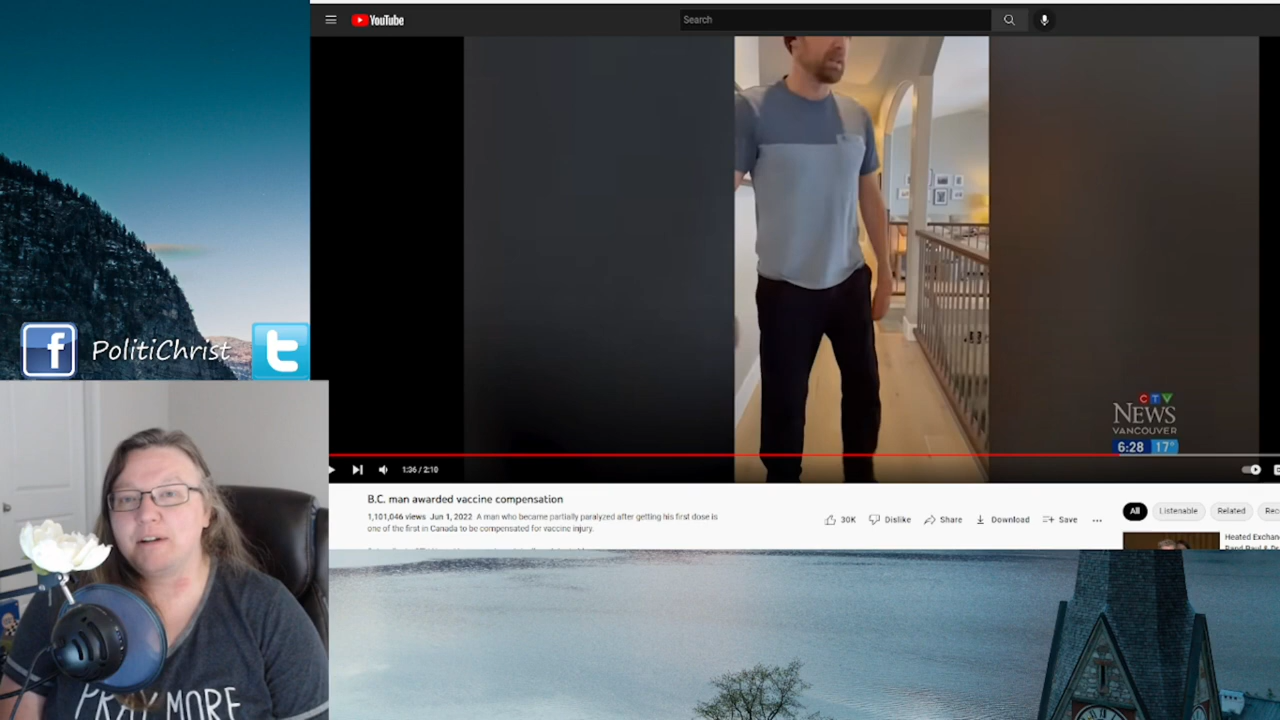 YouTube
Search
CTV
NEWS
VANCOUVER
6:28 17°
1:36 / 2:10
B.C. man awarded vaccine compensation
1,101,046 views Jun 1, 2022 A man who became partially paralyzed after getting his first dose is
one of the first in Canada to be compensated for vaccine injury.
30K Dislike Share Download Save ...
All Listenable Related
Heated
PolitiChrist
PRAY MORE